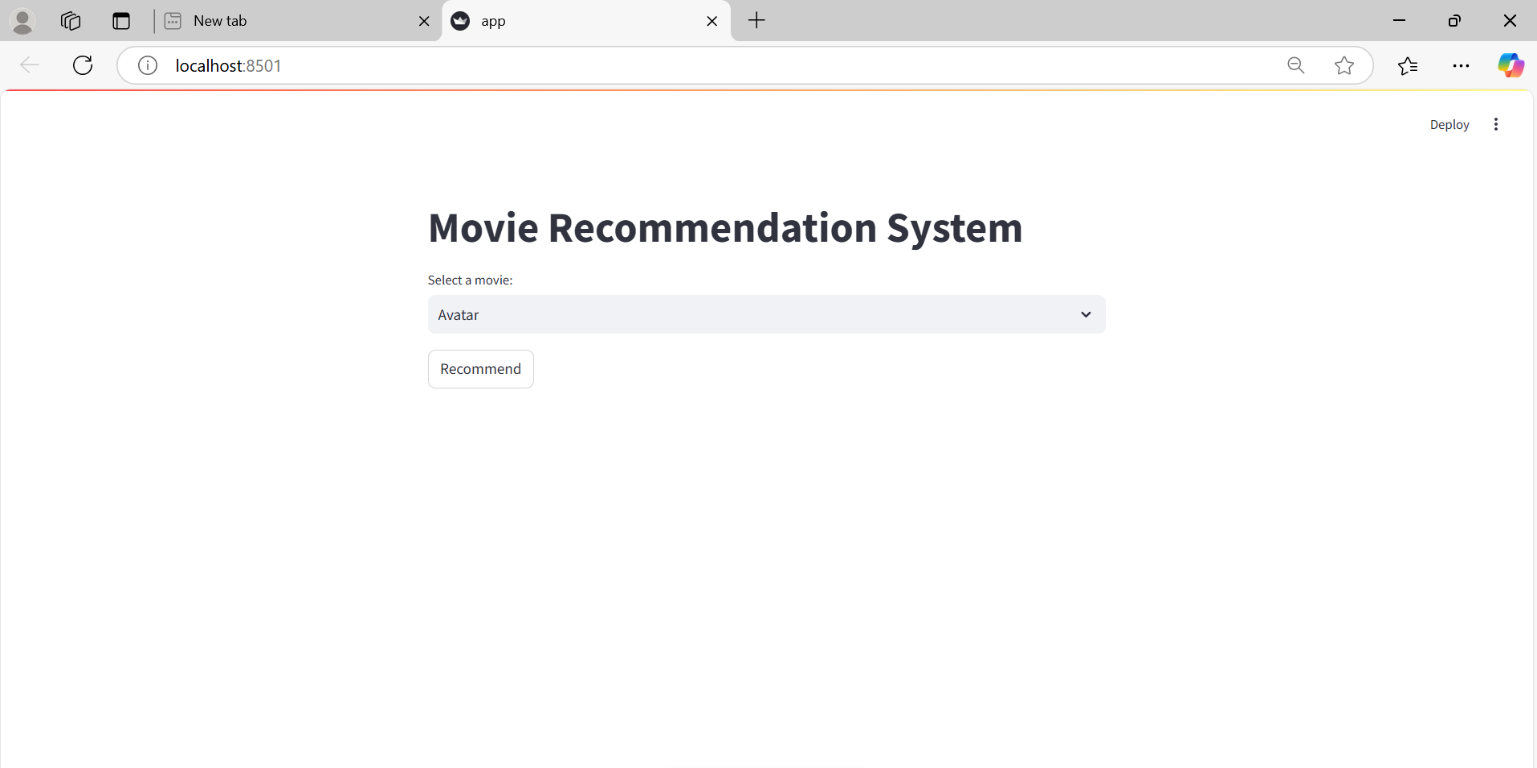 New tab
app
localhost:8501
Deploy
Movie Recommendation System
Select a movie:
Avatar
Recommend